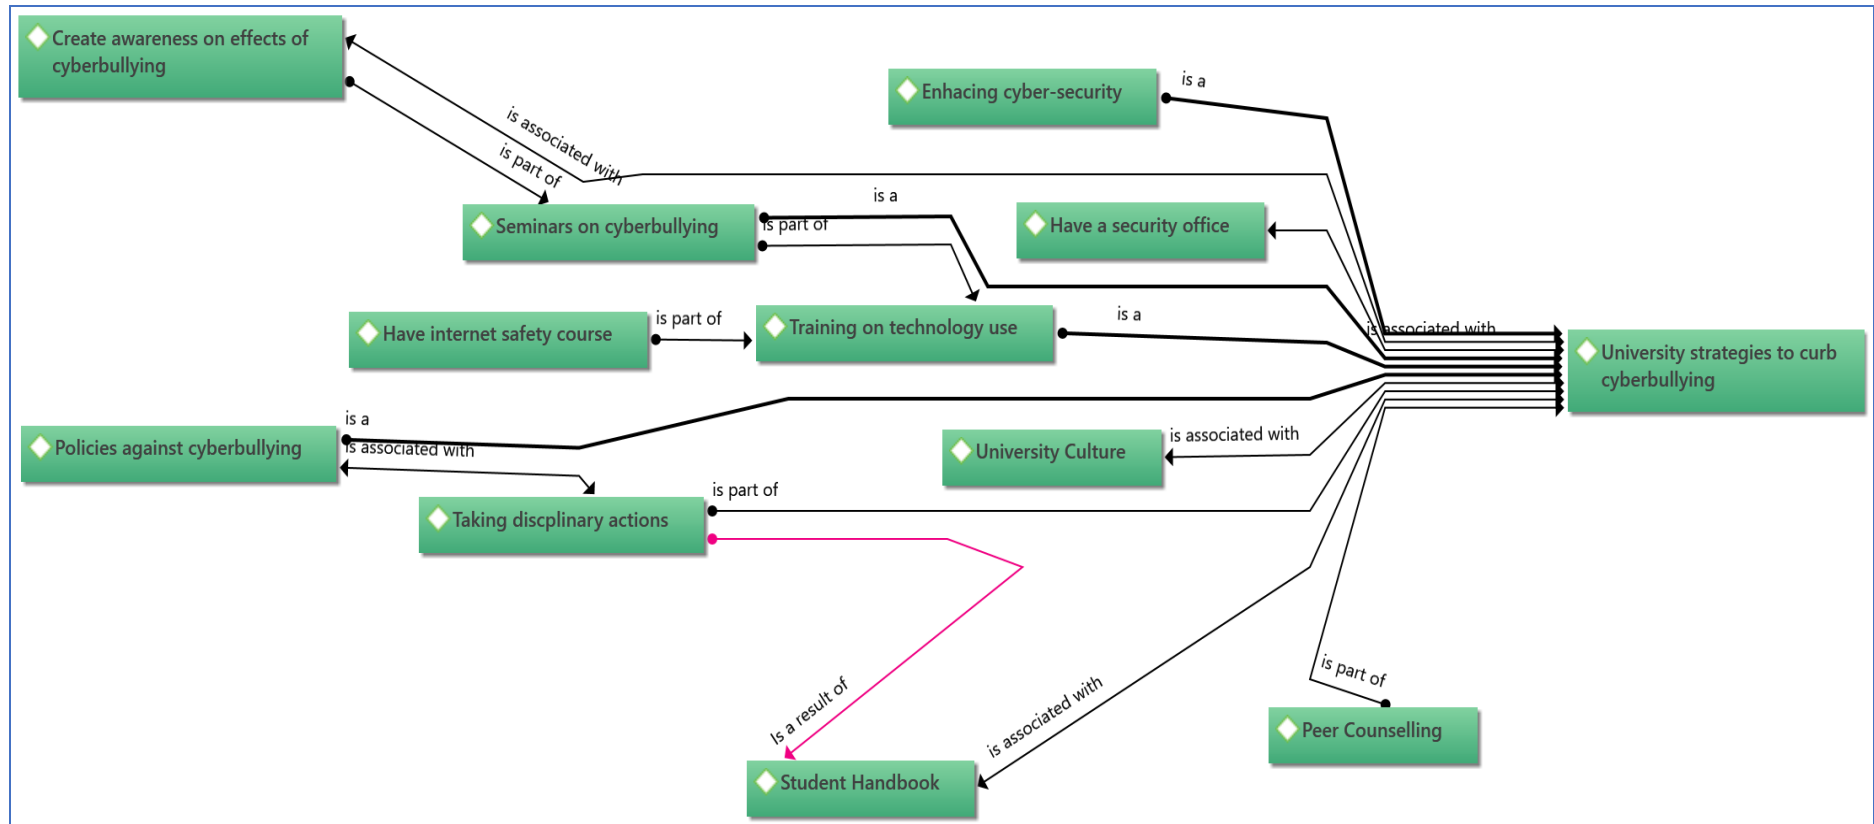 Create awareness on effects of
cyberbullying
Enhacing cyber-security
is a
is associated with
is part of
Seminars on cyberbullying
is a
is part of
Have a security office
Have internet safety course
is part of
Training on technology use
is a
is associated with
University strategies to curb
cyberbullying
Policies against cyberbullying
is a
is associated with
University Culture
is associated with
Taking discplinary actions
is part of
Is a result of
is associated with
is part of
Peer Counselling
Student Handbook